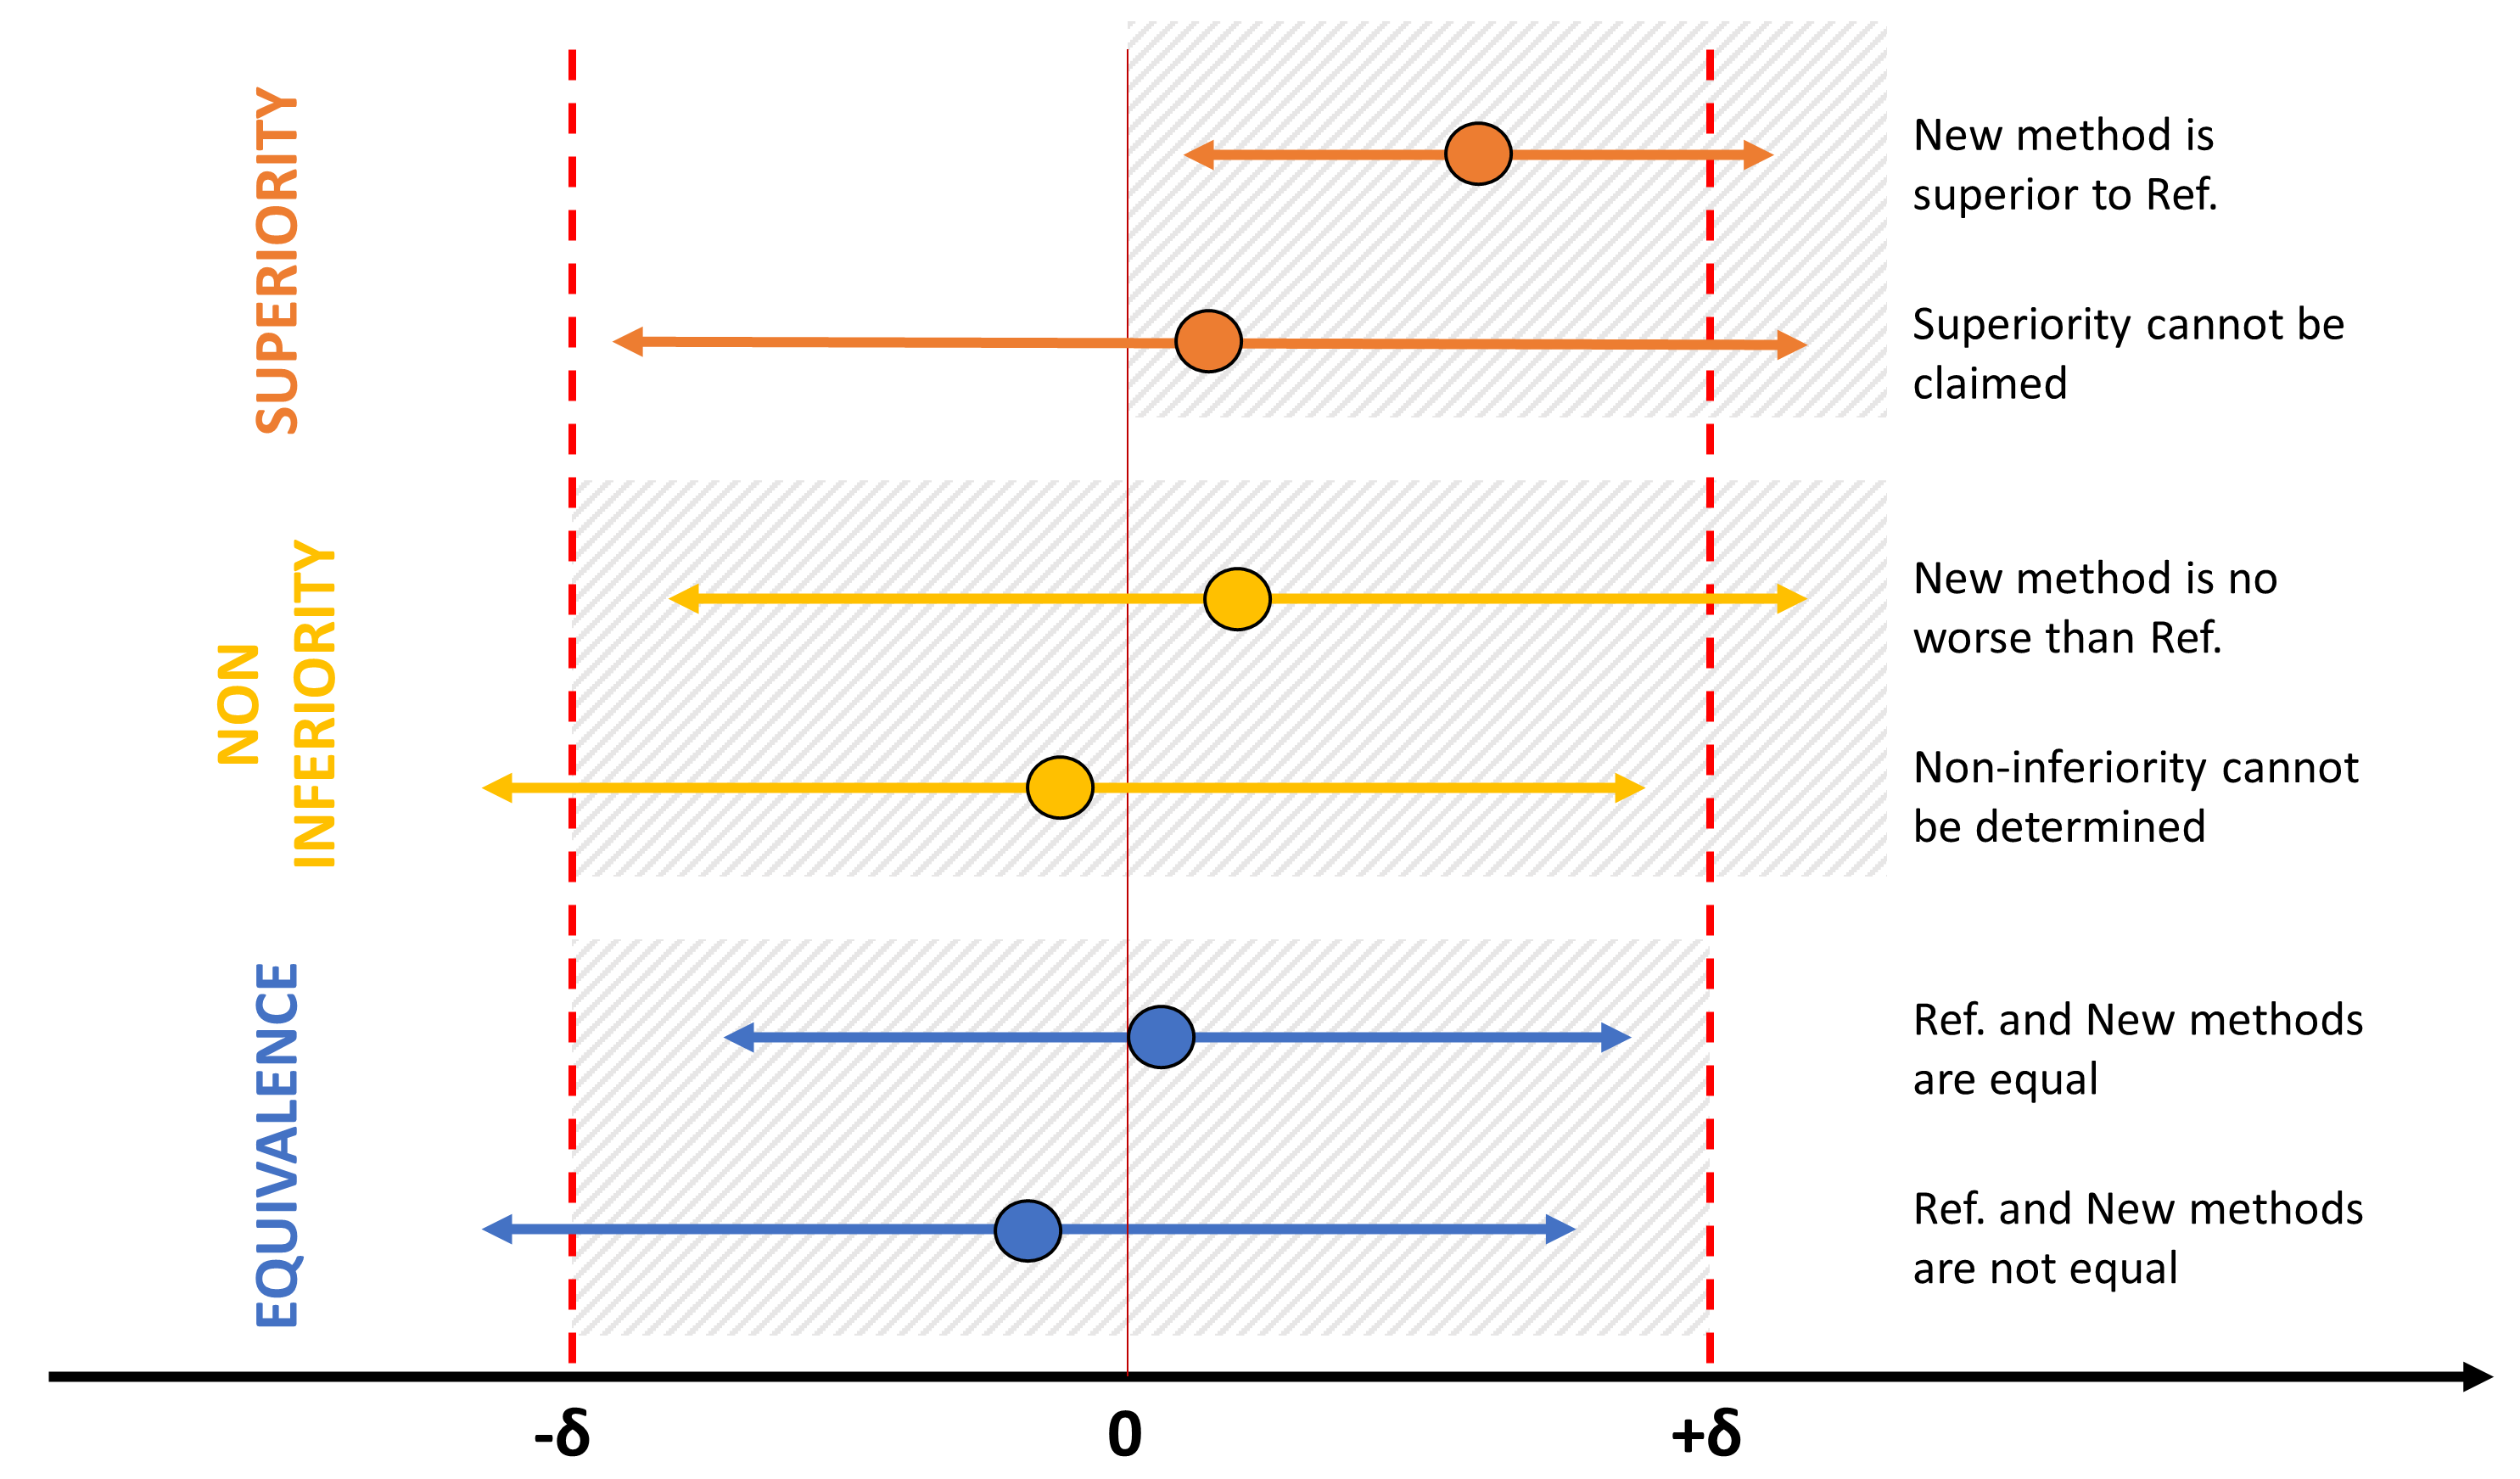 SUPERIORITY
New method is
superior to Ref.
Superiority cannot be
claimed
NON
INFERIORITY
New method is no
worse than Ref.
Non-inferiority cannot
be determined
EQUIVALENCE
Ref. and New methods
are equal
Ref. and New methods
are not equal
-δ
0
+δ